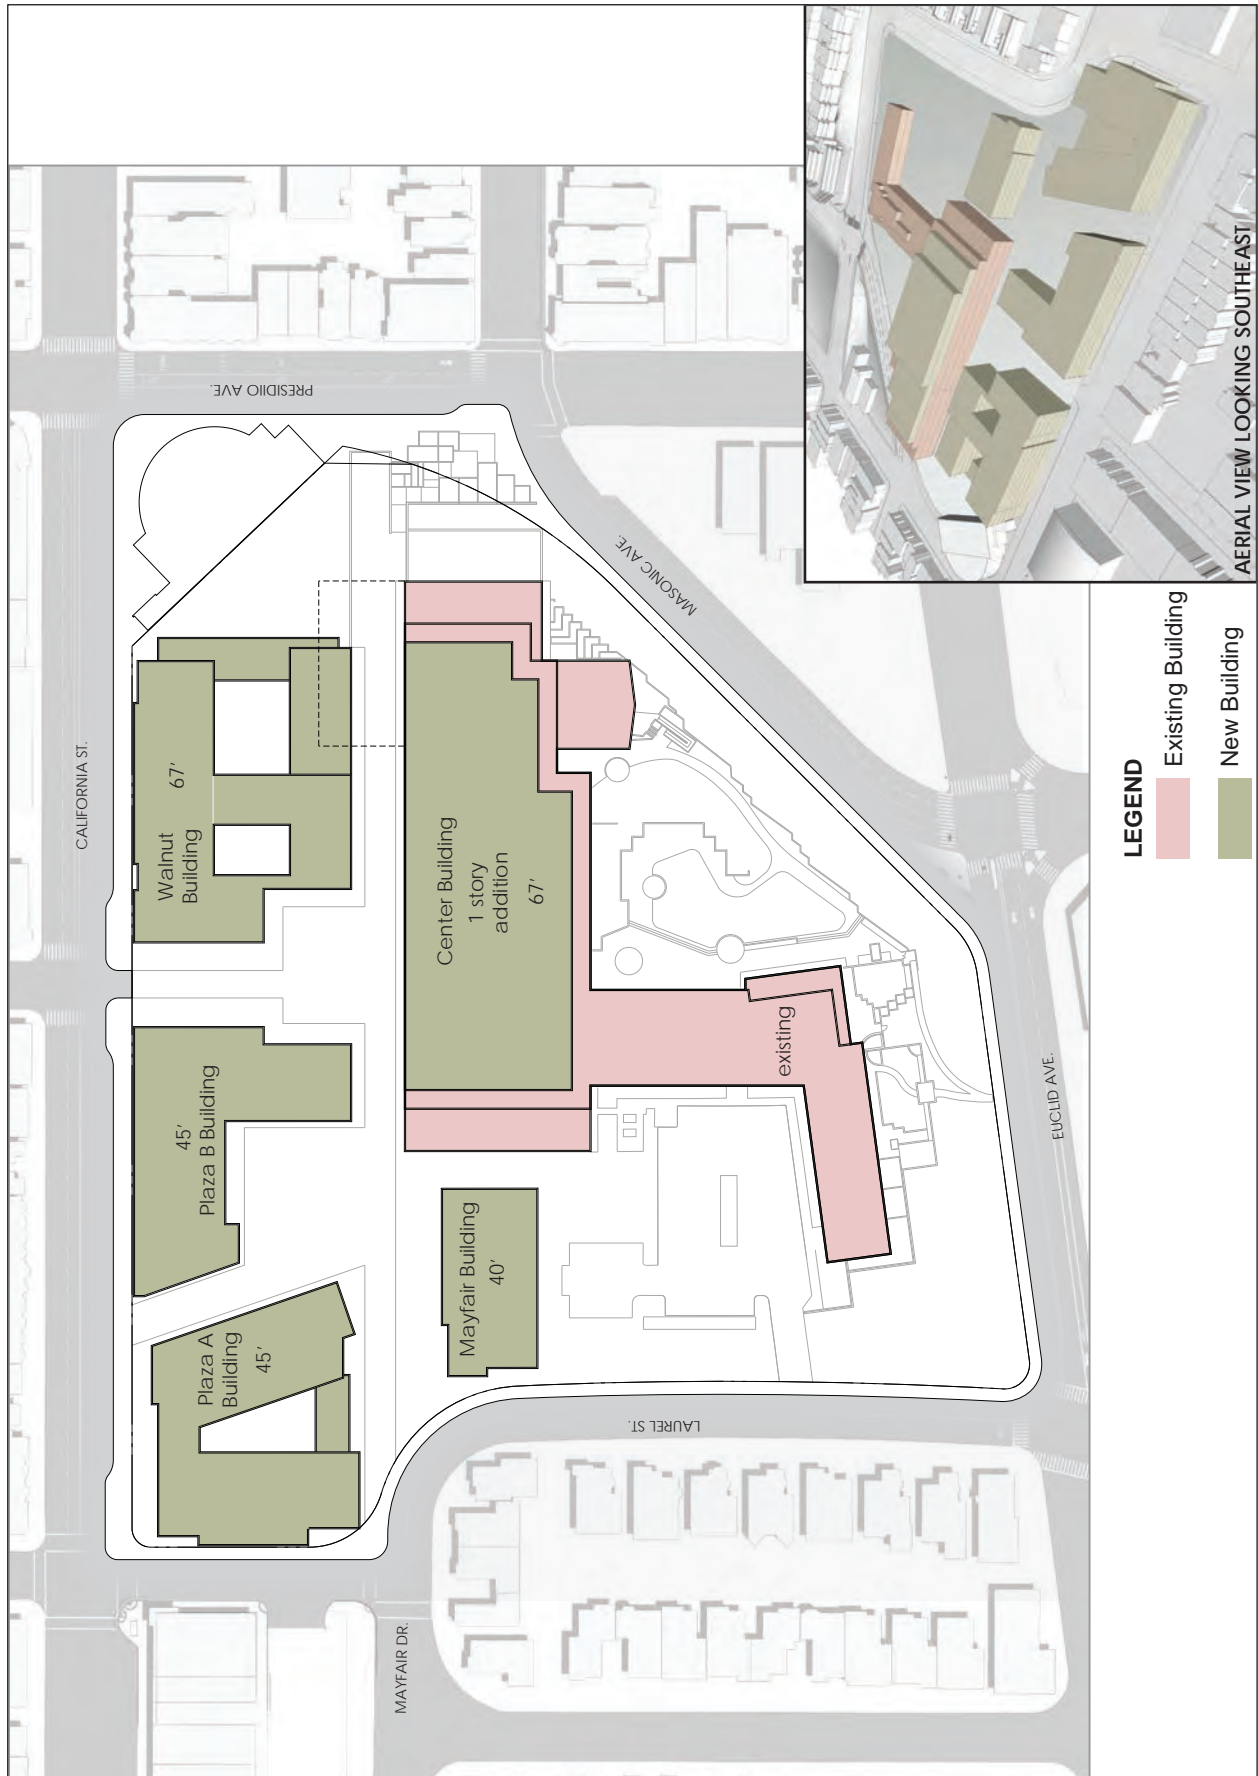 CALIFORNIA ST.
PRESIDIIO AVE.
MASONIC AVE.
EUCLID AVE.
LAUREL ST.
MAYFAIR DR.
Plaza A
Building
45'
45'
Plaza B Building
Walnut
Building
67'
Center Building
1 story
addition
67'
Mayfair Building
40'
existing
LEGEND
Existing Building
New Building
AERIAL VIEW LOOKING SOUTHEAST